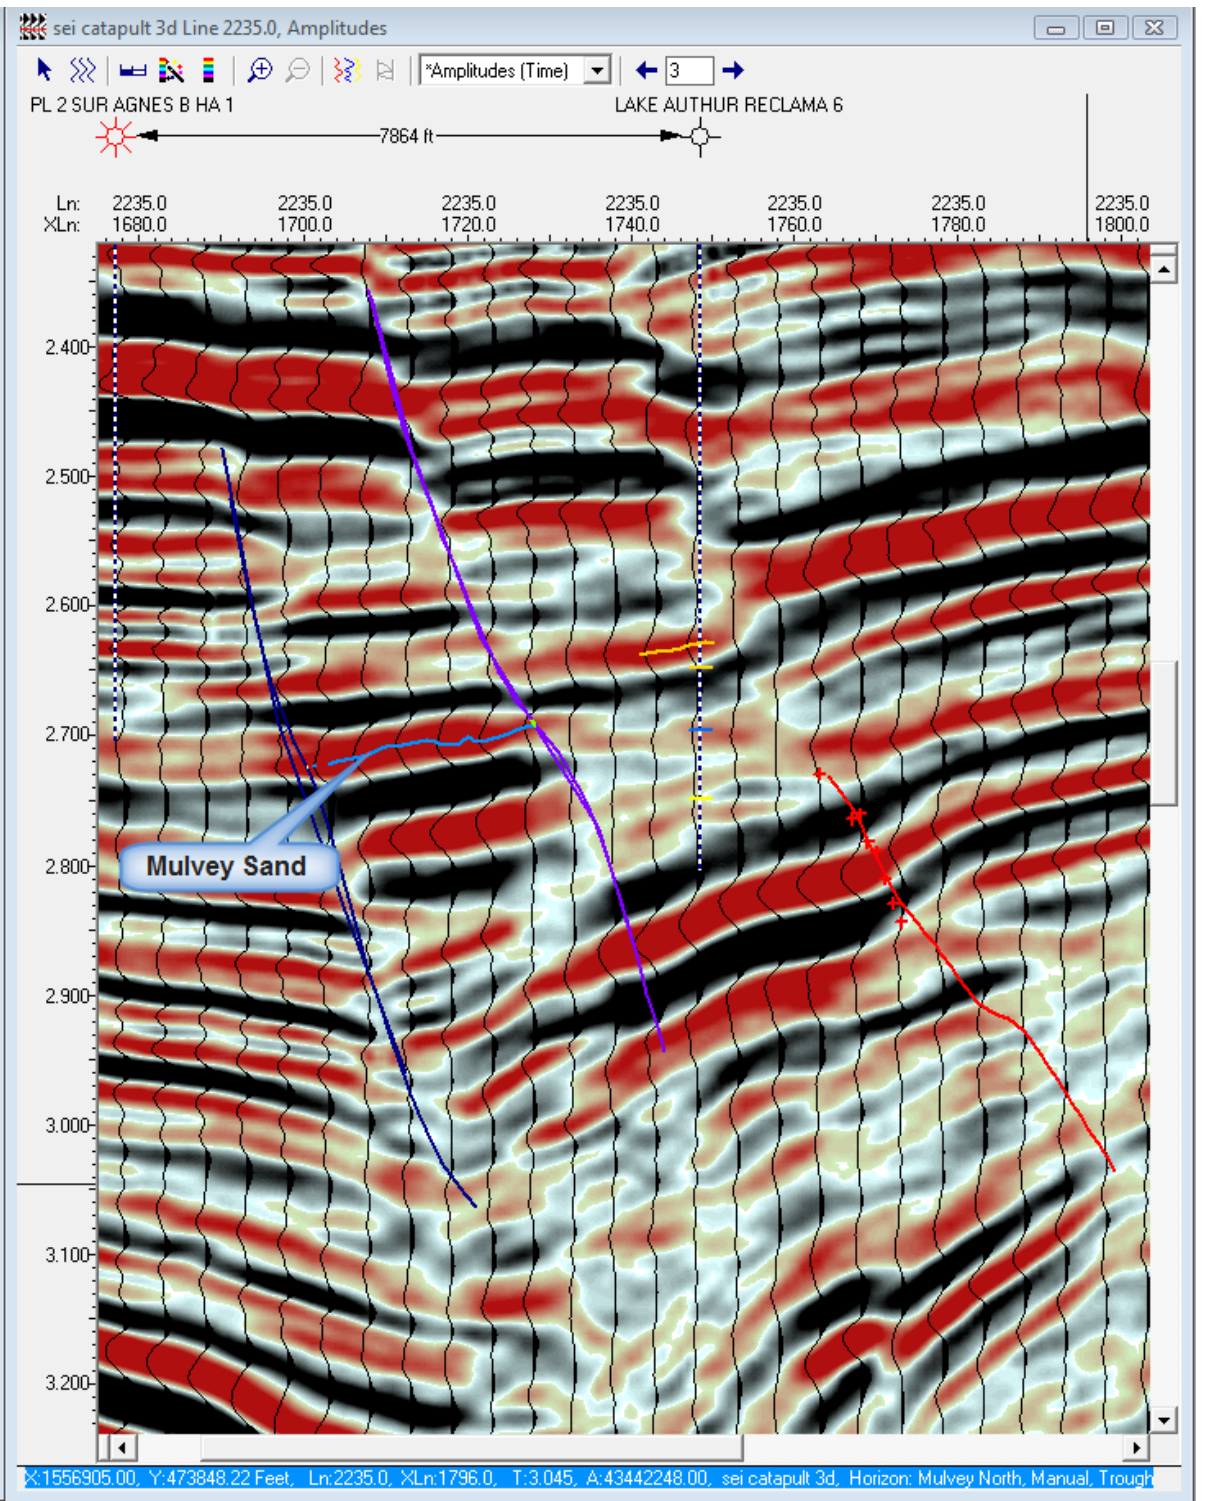 sei catapult 3d Line 2235.0, Amplitudes
*Amplitudes (Time) 3
PL 2 SUR AGNES B HA 1 LAKE AUTHUR RECLAMA 6
7864 ft
Ln: 2235.0 2235.0 2235.0 2235.0 2235.0 2235.0 2235.0
XLn: 1680.0 1700.0 1720.0 1740.0 1760.0 1780.0 1800.0
2.400
2.500
2.600
2.700
Mulvey Sand
2.800
2.900
3.000
3.100
3.200
X:1556905.00, Y:473848.22 Feet, Ln:2235.0, XLn:1796.0, T:3.045, A:43442248.00, sei catapult 3d, Horizon: Mulvey North, Manual, Trough